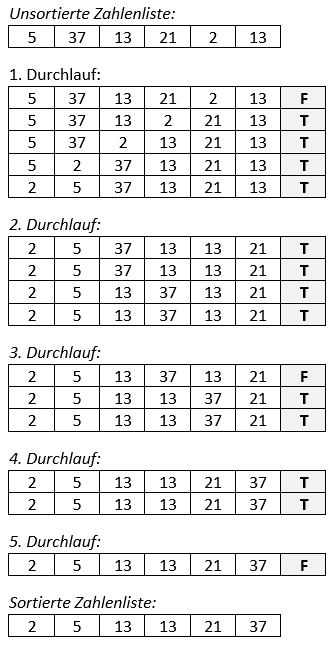 Unsortierte Zahlenliste:
5 37 13 21 2 13
1. Durchlauf:
5 37 13 21 2 13 F
5 37 13 2 21 13 T
5 37 2 13 21 13 T
5 2 37 13 21 13 T
2 5 37 13 21 13 T
2. Durchlauf:
2 5 37 13 13 21 T
2 5 37 13 13 21 T
2 5 13 37 13 21 T
2 5 13 37 13 21 T
3. Durchlauf:
2 5 13 37 13 21 F
2 5 13 13 37 21 T
2 5 13 13 37 21 T
4. Durchlauf:
2 5 13 13 21 37 T
2 5 13 13 21 37 T
5. Durchlauf:
2 5 13 13 21 37 F
Sortierte Zahlenliste:
2 5 13 13 21 37